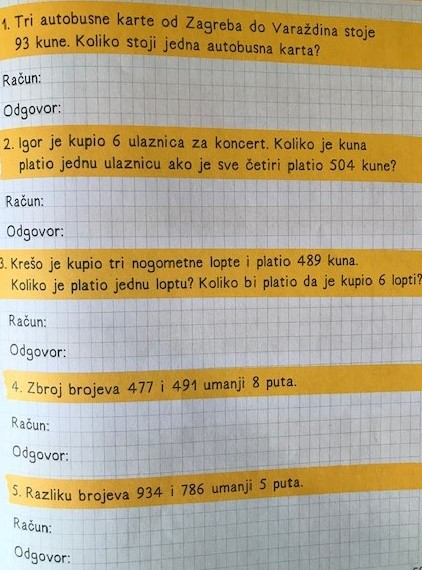 1. Tri autobusne karte od Zagreba do Varaždina stoje
93 kune. Koliko stoji jedna autobusna karta?
Račun:
Odgovor:
2. Igor je kupio 6 ulaznica za koncert. Koliko je kuna
platio jednu ulaznicu ako je sve četiri platio 504 kune?
Račun:
Odgovor:
3. Krešo je kupio tri nogometne lopte i platio 489 kuna.
Koliko je platio jednu loptu? Koliko bi platio da je kupio 6 lopti?
Račun:
Odgovor:
4. Zbroj brojeva 477 i 491 umanji 8 puta.
Račun:
Odgovor:
5. Razliku brojeva 934 i 786 umanji 5 puta.
Račun:
Odgovor: